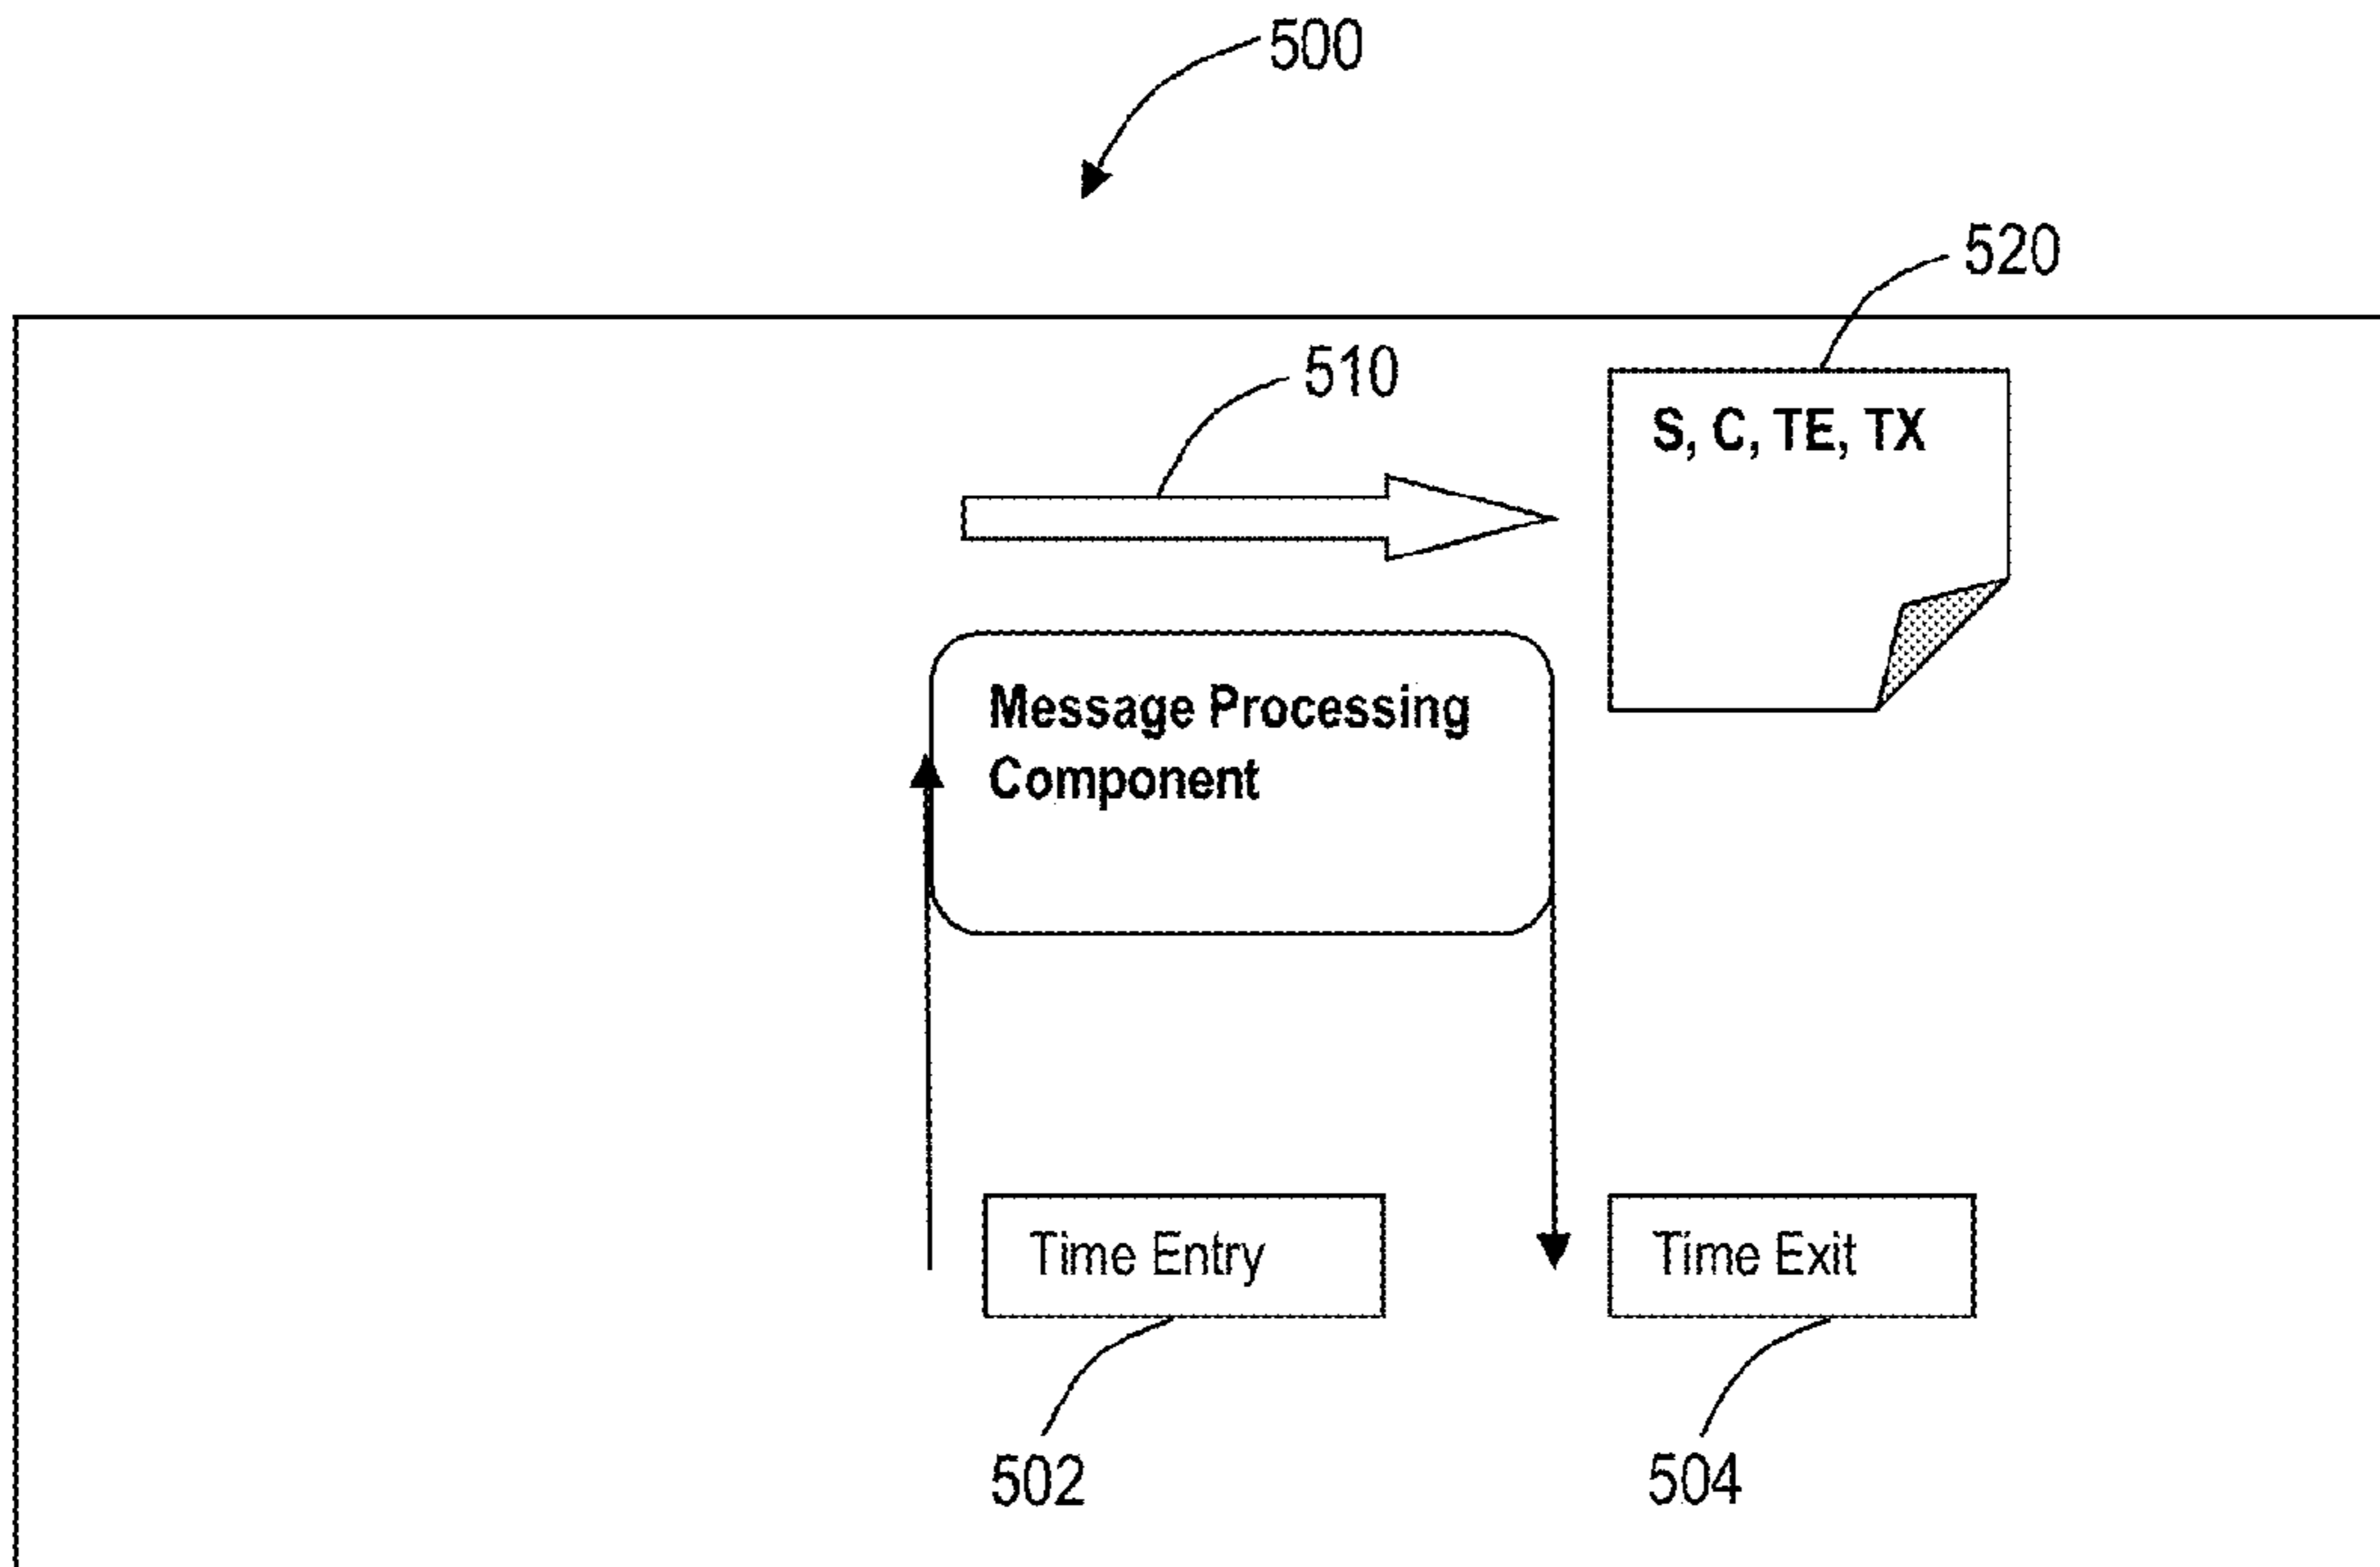 500
520
510
S, C, TE, TX
Message Processing
Component
Time Entry
Time Exit
502
504